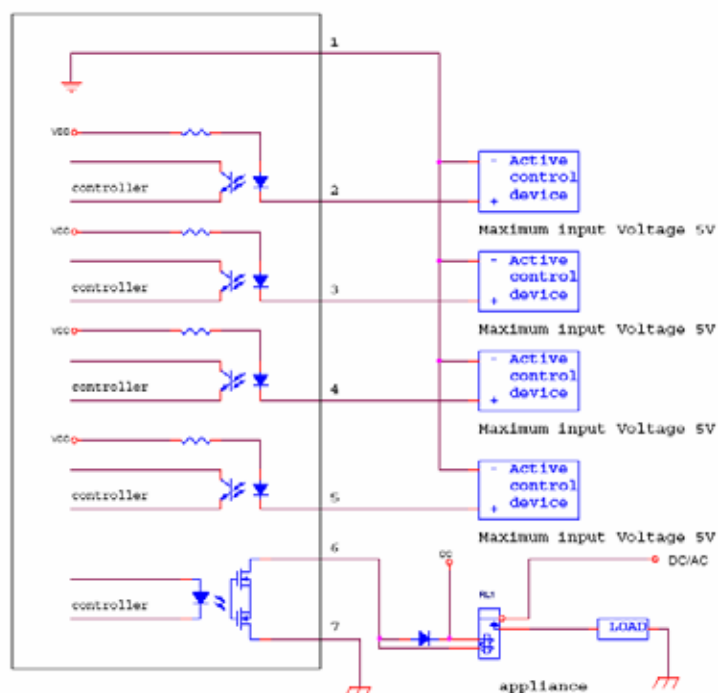 1
VCC
controller
2
- Active
control
+ device
Maximum input Voltage 5V
VCC
controller
3
- Active
control
+ device
Maximum input Voltage 5V
VCC
controller
4
- Active
control
+ device
Maximum input Voltage 5V
VCC
controller
5
- Active
control
+ device
Maximum input Voltage 5V
controller
6
7
DC/AC
LOAD
appliance